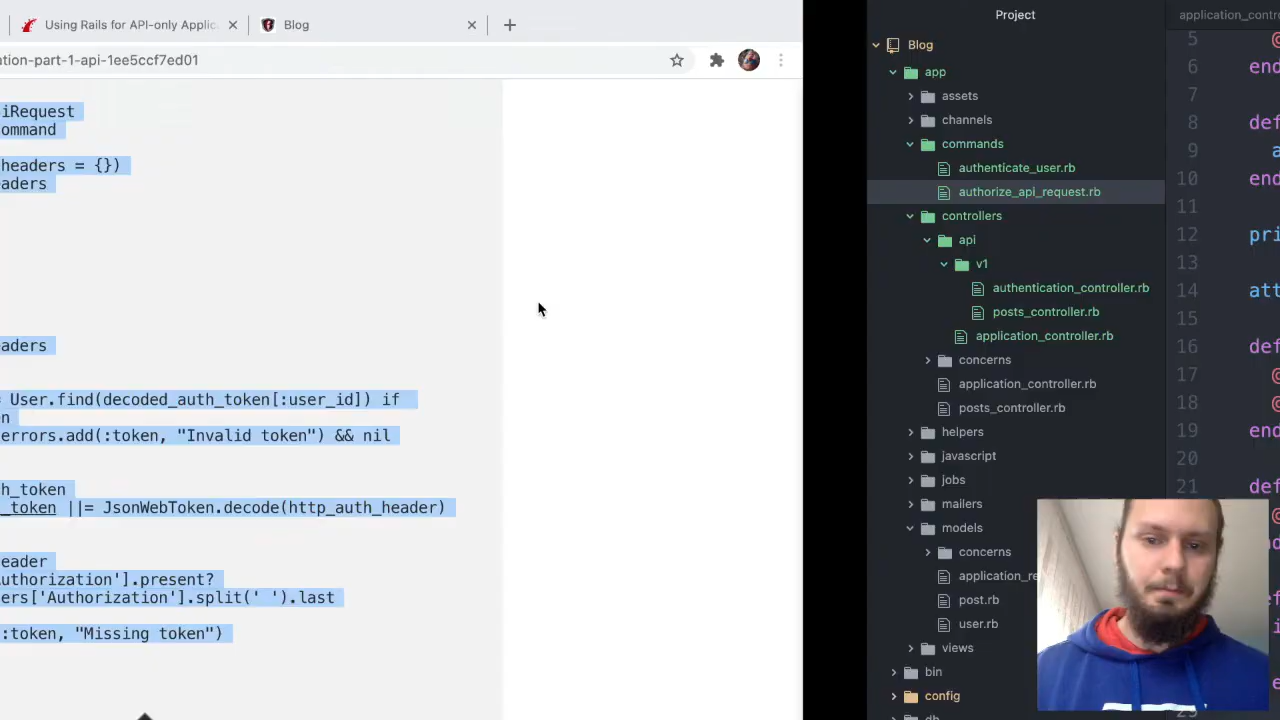 Using Rails for API-only Applic
Blog
ation-part-1-api-1ee5ccf7ed01
iRequest
ommand
headers = {})
aders
aders
= User.find(decoded_auth_token[:user_id]) if
n
errors.add(:token, "Invalid token") && nil
h_token
_token ||= JsonWebToken.decode(http_auth_header)
eader
uthorization'].present?
ers['Authorization'].split(' ').last
:token, "Missing token")
Project
Blog
app
assets
channels
commands
authenticate_user.rb
authorize_api_request.rb
controllers
api
v1
authentication_controller.rb
posts_controller.rb
application_controller.rb
concerns
application_controller.rb
posts_controller.rb
helpers
javascript
jobs
mailers
models
concerns
application_re
post.rb
user.rb
views
bin
config
db
application_contro
5 @
6 end
7
8 def
9 a
10 end
11
12 pri
13
14 att
15
16 def
17 @
18 @
19 end
20
21 def